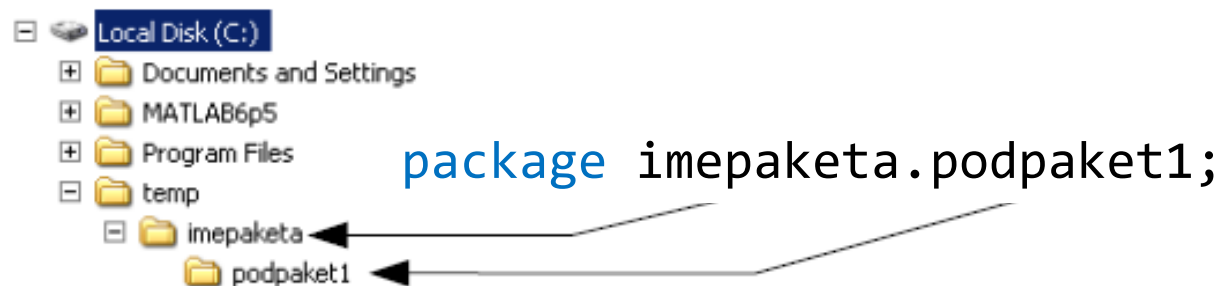 Local Disk (C:)
Documents and Settings
MATLAB6p5
Program Files
package imepaketa.podpaket1;
temp
imepaketa
podpaket1